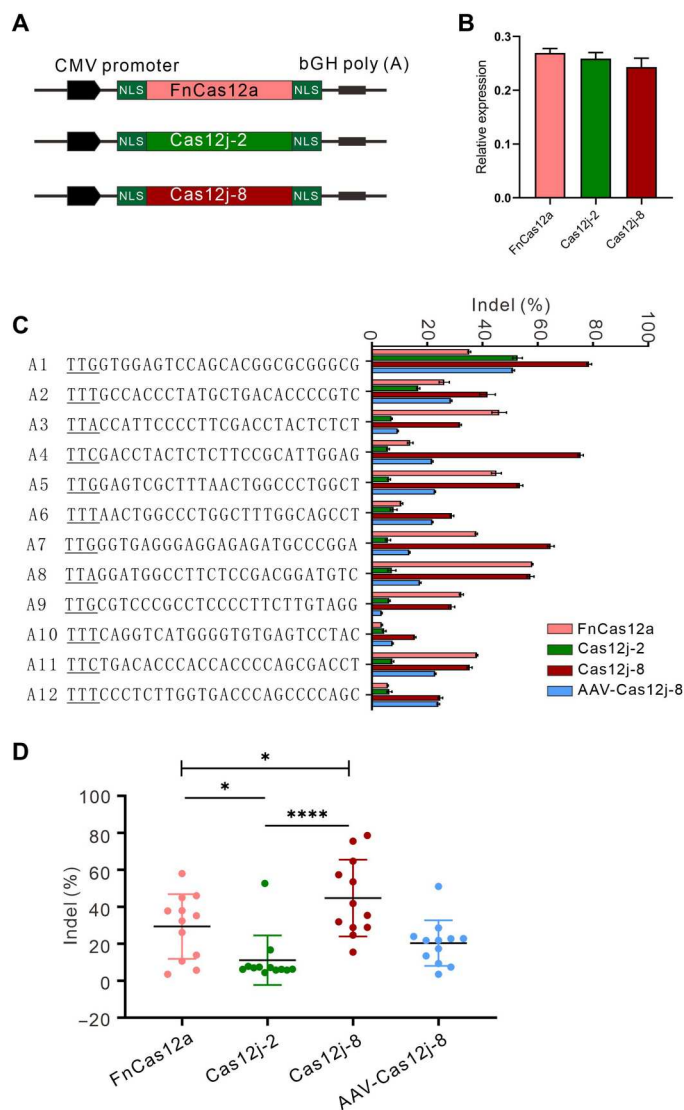 A
CMV promoter
bGH poly (A)
NLS FnCas12a NLS
NLS Cas12j-2 NLS
NLS Cas12j-8 NLS
B
Relative expression
0.3
0.2
0.1
0.0
FnCas12a
Cas12j-2
Cas12j-8
C
Indel (%)
0 20 40 60 80 100
A1 TTGGTGGAGTCCAGCACGGCGCGGGCG
A2 TTTGCCACCCTATGCTGACACCCCGTC
A3 TTACCATTCCCCTTCGACCTACTCTCT
A4 TTCGACCTACTCTCTTCCGCATTGGAG
A5 TTGGAGTCGCTTTAACTGGCCCTGGCT
A6 TTTAACTGGCCCTGGCTTTGGCAGCCT
A7 TTGGGTGAGGGAGGAGAGATGCCCGGA
A8 TTAGGATGGCCTTCTCCGACGGATGTC
A9 TTGCGTCCCGCCTCCCCTTCTTGTAGG
A10 TTTCAGGTCATGGGGTGTGAGTCCTAC
A11 TTCTGACACCCACCACCCCAGCGACCT
A12 TTTCCCTCTTGGTGACCCAGCCCCAGC
FnCas12a
Cas12j-2
Cas12j-8
AAV-Cas12j-8
D
Indel (%)
100
80
60
40
20
0
−20
*
*
****
FnCas12a
Cas12j-2
Cas12j-8
AAV-Cas12j-8